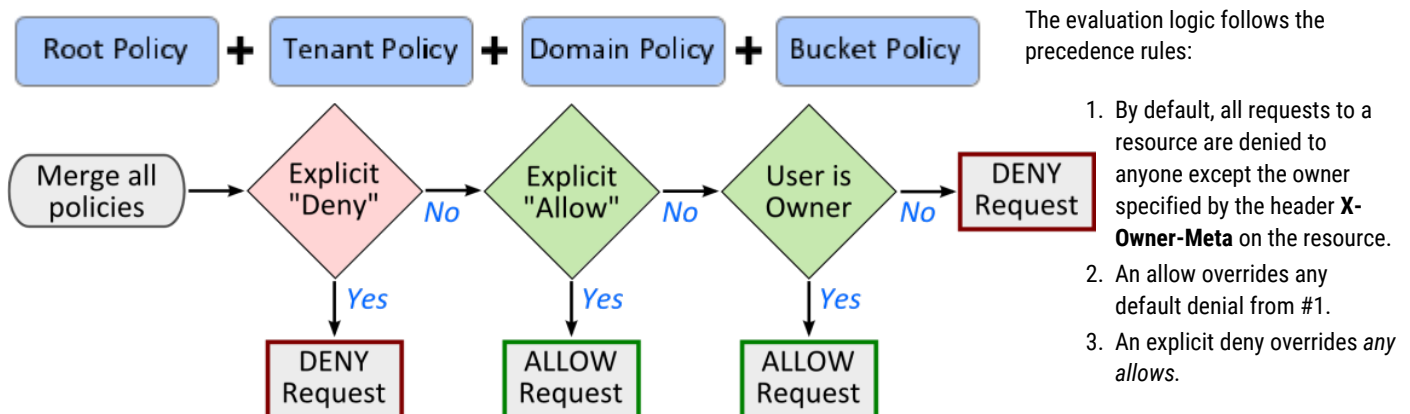 Root Policy + Tenant Policy + Domain Policy + Bucket Policy
Merge all
policies
Explicit
"Deny"
No
Explicit
"Allow"
No
User is
Owner
No
DENY
Request
Yes
Yes
Yes
DENY
Request
ALLOW
Request
ALLOW
Request
The evaluation logic follows the
precedence rules:
1. By default, all requests to a
resource are denied to
anyone except the owner
specified by the header X-
Owner-Meta on the resource.
2. An allow overrides any
default denial from #1.
3. An explicit deny overrides any
allows.